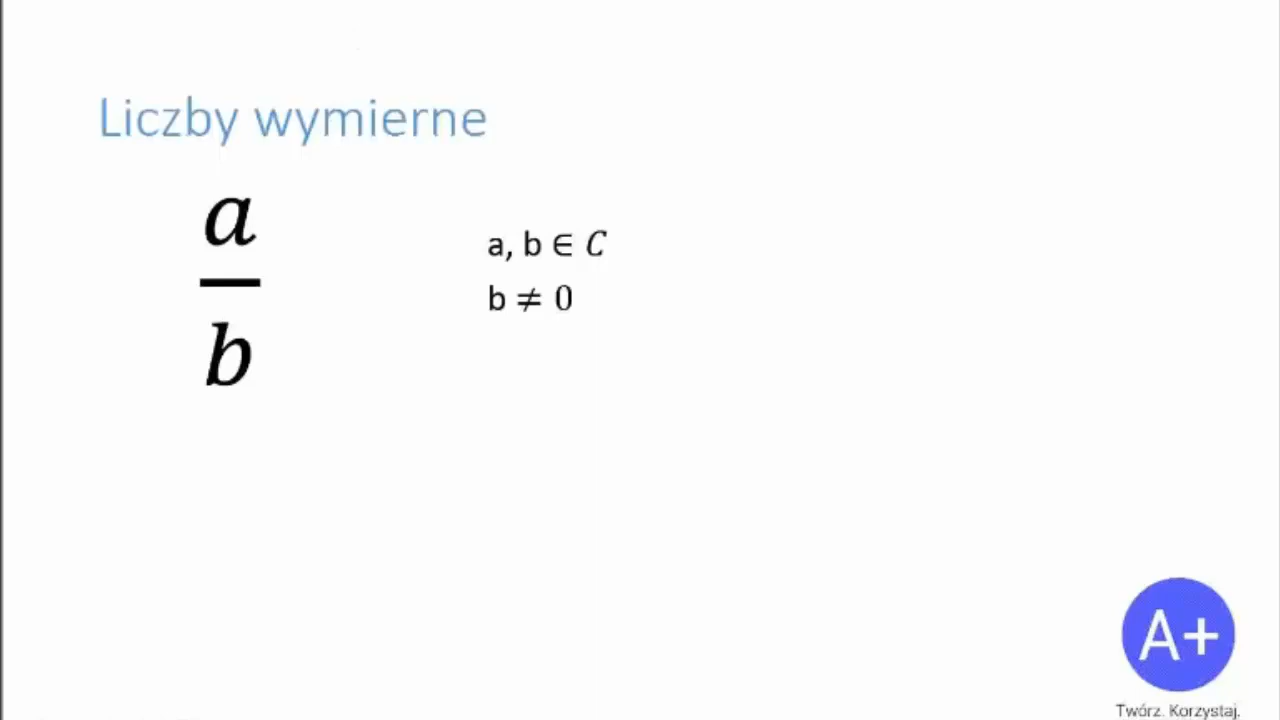 Liczby wymierne
a
b
a, b ∈ C
b ≠ 0
A+
Twórz. Korzystaj.